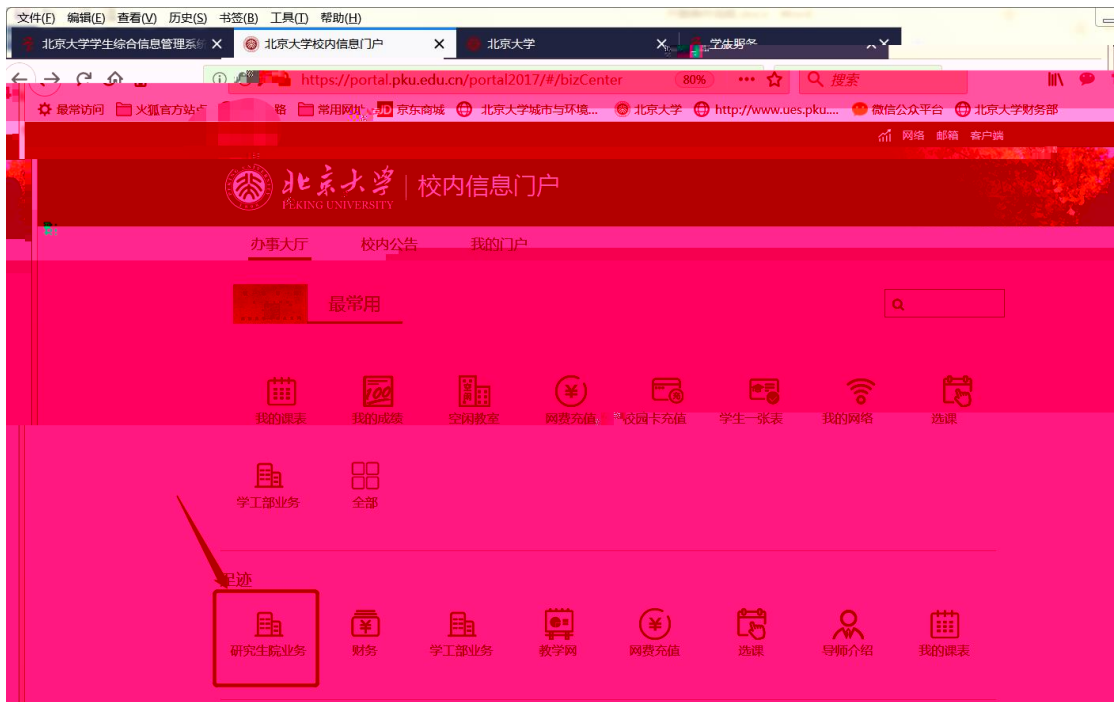 文件(F) 编辑(E) 查看(V) 历史(S) 书签(B) 工具(T) 帮助(H)
北京大学学生综合信息管理系统 北京大学校内信息门户 北京大学
https://portal.pku.edu.cn/portal2017/#/bizCenter 80% 搜索
最常访问 火狐官方站点 常用网址 JD 京东商城 北京大学城市与环境... 北京大学 http://www.ues.pku.... 微信公众平台 北京大学财务部
网络 邮箱 客户端
北京大学 校内信息门户
PEKING UNIVERSITY
办事大厅 校内公告 我的门户
最常用
我的课表 我的成绩 空闲教室 网费充值 校园卡充值 学生一张表 我的网络 选课
学工部业务 全部
足迹
研究生院业务 财务 学工部业务 教学网 网费充值 选课 导师介绍 我的课表